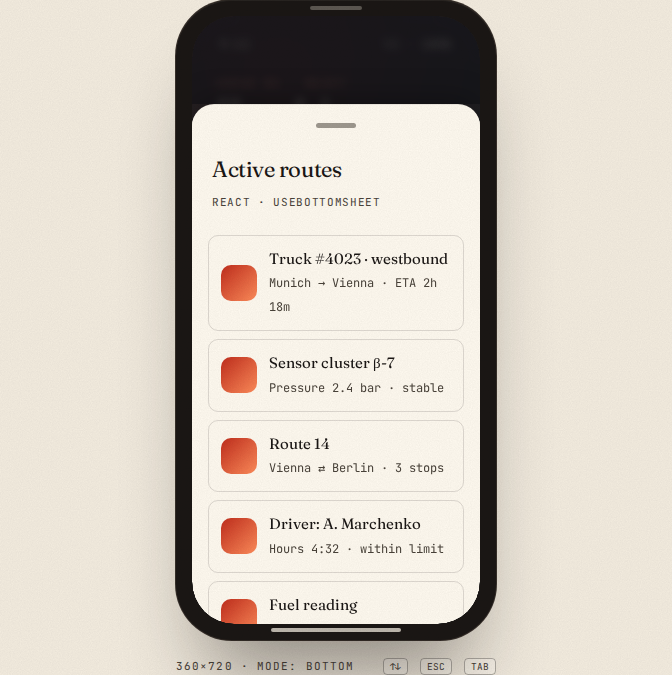 Active routes
REACT · USEBOTTOMSHEET
Truck #4023 · westbound
Munich → Vienna · ETA 2h
18m
Sensor cluster β-7
Pressure 2.4 bar · stable
Route 14
Vienna ⇄ Berlin · 3 stops
Driver: A. Marchenko
Hours 4:32 · within limit
Fuel reading
360×720 · MODE: BOTTOM ↑↓ ESC TAB